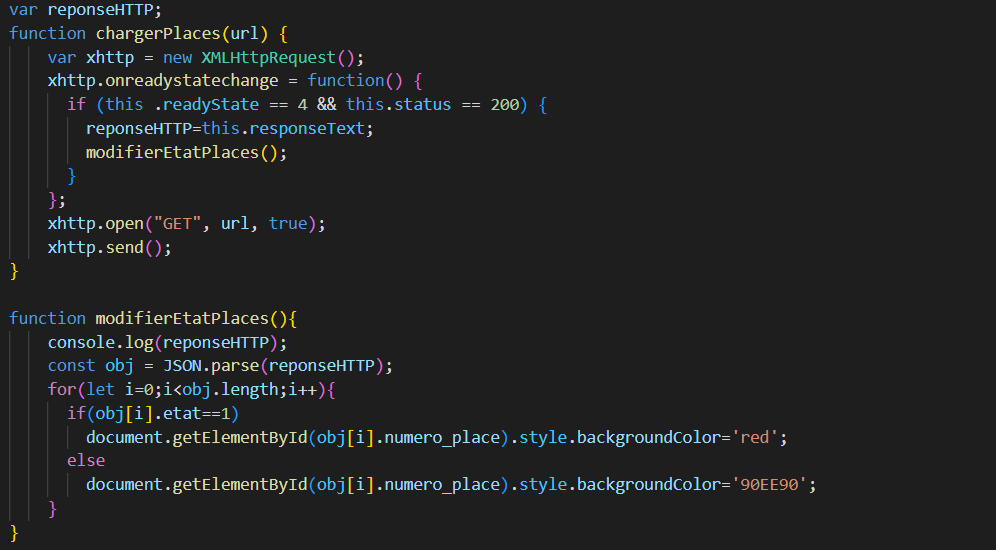 var reponseHTTP;
function chargerPlaces(url) {
var xhttp = new XMLHttpRequest();
xhttp.onreadystatechange = function() {
if (this .readyState == 4 && this.status == 200) {
reponseHTTP=this.responseText;
modifierEtatPlaces();
}
};
xhttp.open("GET", url, true);
xhttp.send();
}
function modifierEtatPlaces(){
console.log(reponseHTTP);
const obj = JSON.parse(reponseHTTP);
for(let i=0;i<obj.length;i++){
if(obj[i].etat==1)
document.getElementById(obj[i].numero_place).style.backgroundColor='red';
else
document.getElementById(obj[i].numero_place).style.backgroundColor='90EE90';
}
}